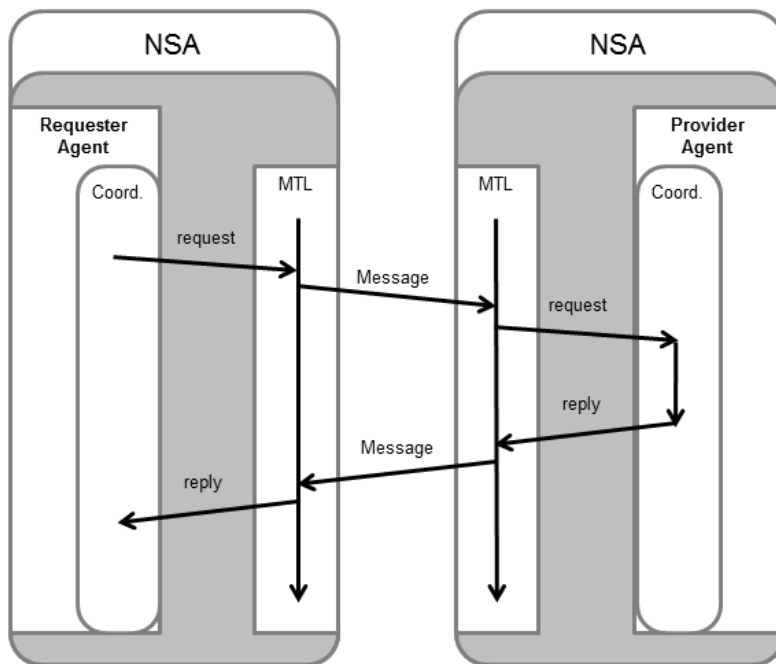 NSA
NSA
Requester
Agent
Provider
Agent
Coord.
MTL
MTL
Coord.
request
Message
request
reply
Message
reply